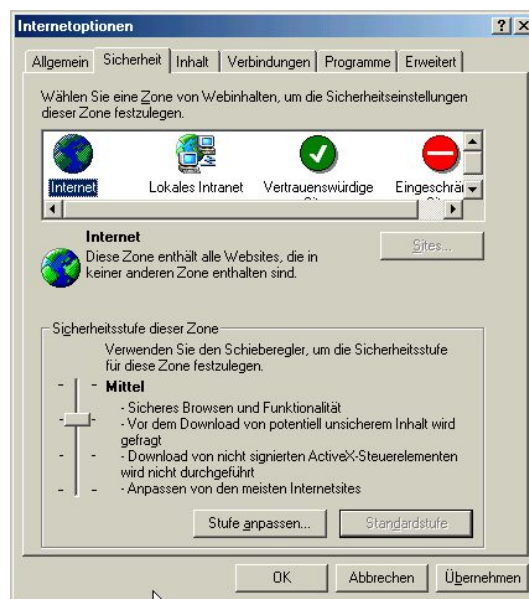 Internetoptionen
Allgemein Sicherheit Inhalt Verbindungen Programme Erweitert
Wählen Sie eine Zone von Webinhalten, um die Sicherheitseinstellungen
dieser Zone festzulegen.
Internet Lokales Intranet Vertrauenswürdige
Internet
Sites...
Diese Zone enthält alle Websites, die in
keiner anderen Zone enthalten sind.
Sicherheitsstufe dieser Zone
Verwenden Sie den Schieberegler, um die Sicherheitsstufe
für diese Zone festzulegen.
Mittel
- Sicheres Browsen und Funktionalität
- Vor dem Download von potentiell unsicherem Inhalt wird
gefragt
- Download von nicht signierten ActiveX-Steuerelementen
wird nicht durchgeführt
- Anpassen von den meisten Internetsites
Stufe anpassen... Standardstufe
OK Abbrechen Übernehmen